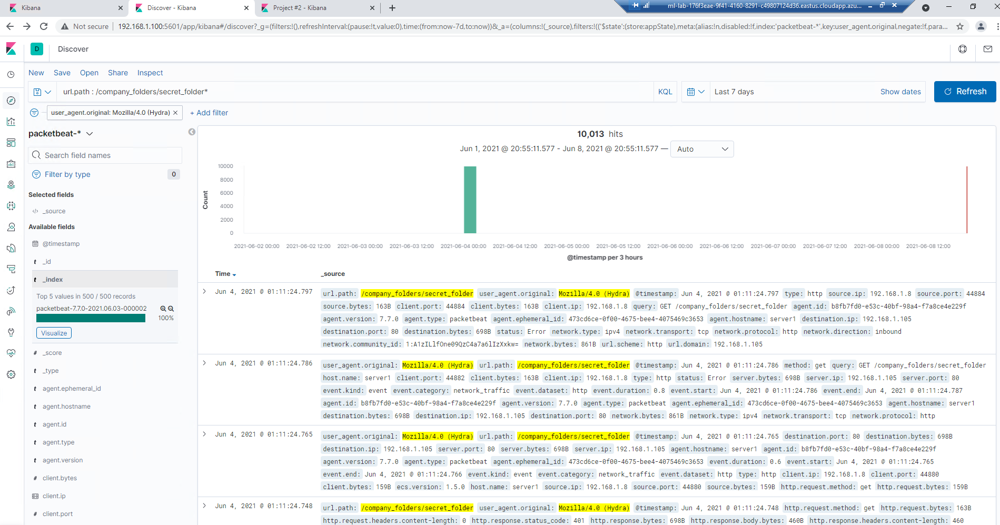 Kibana
Discover - Kibana
Project #2 - Kibana
ml-lab-176f3eae-9f41-4160-8291-c49807124d36.eastus.cloudapp.azu...
Not secure
192.168.1.100:5601/app/kibana#/discover?_g=(filters:!(),refreshInterval:(pause:!t,value:0),time:(from:now-7d,to:now))&_a=(columns:!(_source),filters:!(('$state':(store:appState),meta:(alias:!n,disabled:!f,index:'packetbeat-*',key:user_agent.original,negate:!f,para...
D
Discover
New Save Open Share Inspect
url.path : /company_folders/secret_folder*
KQL
Last 7 days
Show dates
Refresh
user_agent.original: Mozilla/4.0 (Hydra) ×
+ Add filter
packetbeat-*
Search field names
Filter by type 0
Selected fields
</> _source
Available fields
@timestamp
t _id
t _index
Top 5 values in 500 / 500 records
packetbeat-7.7.0-2021.06.03-000002
100%
Visualize
# _score
t _type
t agent.ephemeral_id
t agent.hostname
t agent.id
t agent.type
t agent.version
# client.bytes
client.ip
# client.port
10,013 hits
Jun 1, 2021 @ 20:55:11.577 - Jun 8, 2021 @ 20:55:11.577 —
Auto
Count
10000
8000
6000
4000
2000
0
2021-06-02 00:00 2021-06-02 12:00 2021-06-03 00:00 2021-06-03 12:00 2021-06-04 00:00 2021-06-04 12:00 2021-06-05 00:00 2021-06-05 12:00 2021-06-06 00:00 2021-06-06 12:00 2021-06-07 00:00 2021-06-07 12:00 2021-06-08 00:00 2021-06-08 12:00
@timestamp per 3 hours
Time _source
Jun 4, 2021 @ 01:11:24.797
url.path: /company_folders/secret_folder user_agent.original: Mozilla/4.0 (Hydra) @timestamp: Jun 4, 2021 @ 01:11:24.797 type: http source.ip: 192.168.1.8 source.port: 44884
source.bytes: 163B client.port: 44884 client.bytes: 163B client.ip: 192.168.1.8 query: GET /company_folders/secret_folder agent.id: b8fb7fd0-e53c-40bf-98a4-f7a8ce4e229f
agent.version: 7.7.0 agent.type: packetbeat agent.ephemeral_id: 473cd6ce-0f00-4675-bee4-4075469c3653 agent.hostname: server1 destination.ip: 192.168.1.105
destination.port: 80 destination.bytes: 698B status: Error network.type: ipv4 network.transport: tcp network.protocol: http network.direction: inbound
network.community_id: 1:A1zILlfOne09QzC4a7a6lIzXxkw= network.bytes: 861B url.scheme: http url.domain: 192.168.1.105
Jun 4, 2021 @ 01:11:24.786
user_agent.original: Mozilla/4.0 (Hydra) url.path: /company_folders/secret_folder @timestamp: Jun 4, 2021 @ 01:11:24.786 method: get query: GET /company_folders/secret_folder
host.name: server1 client.port: 44882 client.bytes: 163B client.ip: 192.168.1.8 type: http status: Error server.bytes: 698B server.ip: 192.168.1.105 server.port: 80
event.kind: event event.category: network_traffic event.dataset: http event.duration: 0.8 event.start: Jun 4, 2021 @ 01:11:24.786 event.end: Jun 4, 2021 @ 01:11:24.787
agent.id: b8fb7fd0-e53c-40bf-98a4-f7a8ce4e229f agent.version: 7.7.0 agent.type: packetbeat agent.ephemeral_id: 473cd6ce-0f00-4675-bee4-4075469c3653 agent.hostname: server1
destination.bytes: 698B destination.ip: 192.168.1.105 destination.port: 80 network.bytes: 861B network.type: ipv4 network.transport: tcp network.protocol: http
Jun 4, 2021 @ 01:11:24.765
user_agent.original: Mozilla/4.0 (Hydra) url.path: /company_folders/secret_folder @timestamp: Jun 4, 2021 @ 01:11:24.765 destination.port: 80 destination.bytes: 698B
destination.ip: 192.168.1.105 server.port: 80 server.bytes: 698B server.ip: 192.168.1.105 agent.hostname: server1 agent.id: b8fb7fd0-e53c-40bf-98a4-f7a8ce4e229f
agent.version: 7.7.0 agent.type: packetbeat agent.ephemeral_id: 473cd6ce-0f00-4675-bee4-4075469c3653 event.duration: 0.6 event.start: Jun 4, 2021 @ 01:11:24.765
event.end: Jun 4, 2021 @ 01:11:24.766 event.kind: event event.category: network_traffic event.dataset: http type: http client.ip: 192.168.1.8 client.port: 44880
client.bytes: 159B ecs.version: 1.5.0 host.name: server1 source.ip: 192.168.1.8 source.port: 44880 source.bytes: 159B http.request.method: get http.request.bytes: 159B
Jun 4, 2021 @ 01:11:24.748
url.path: /company_folders/secret_folder user_agent.original: Mozilla/4.0 (Hydra) @timestamp: Jun 4, 2021 @ 01:11:24.748 http.request.method: get http.request.bytes: 163B
http.request.headers.content-length: 0 http.response.status_code: 401 http.response.bytes: 698B http.response.body.bytes: 460B http.response.headers.content-length: 460